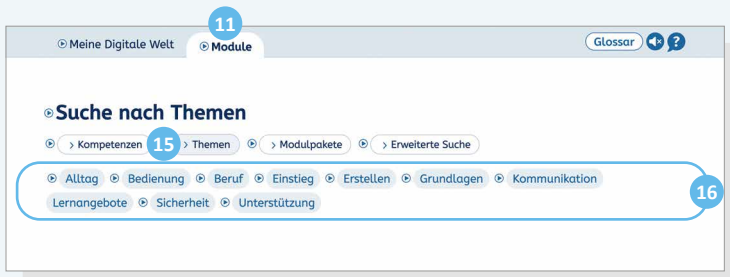 11
Meine Digitale Welt Module Glossar ?
Suche nach Themen
> Kompetenzen 15 > Themen > Modulpakete > Erweiterte Suche
Alltag Bedienung Beruf Einstieg Erstellen Grundlagen Kommunikation
16
Lernangebote Sicherheit Unterstützung